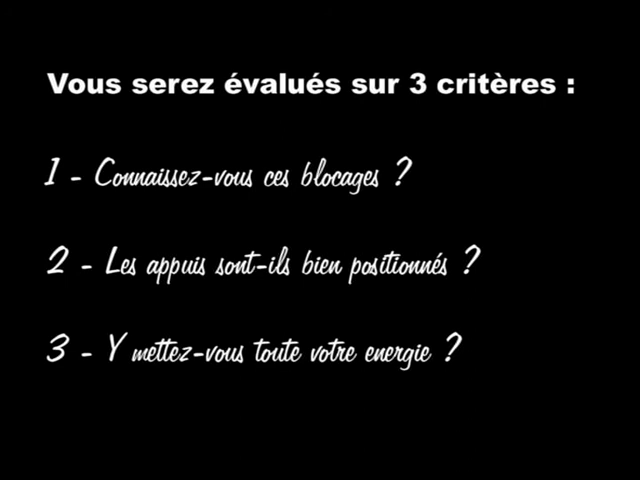 Vous serez évalués sur 3 critères :
1 - Connaissez-vous ces blocages ?
2 - Les appuis sont-ils bien positionnés ?
3 - Y mettez-vous toute votre energie ?